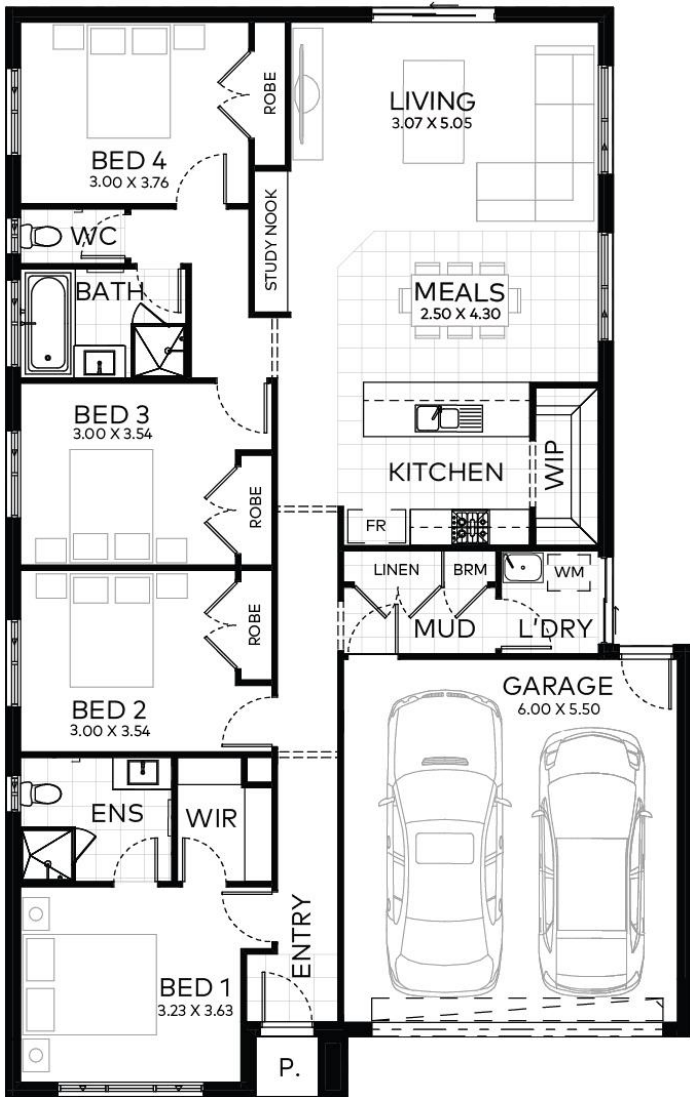 BED 4
3.00 X 3.76
ROBE
LIVING
3.07 X 5.05
WC
STUDY NOOK
BATH
MEALS
2.50 X 4.30
BED 3
3.00 X 3.54
ROBE
KITCHEN
WIP
FR
LINEN
BRM
WM
MUD
L'DRY
ROBE
BED 2
3.00 X 3.54
GARAGE
6.00 X 5.50
ENS
WIR
ENTRY
BED 1
3.23 X 3.63
P.